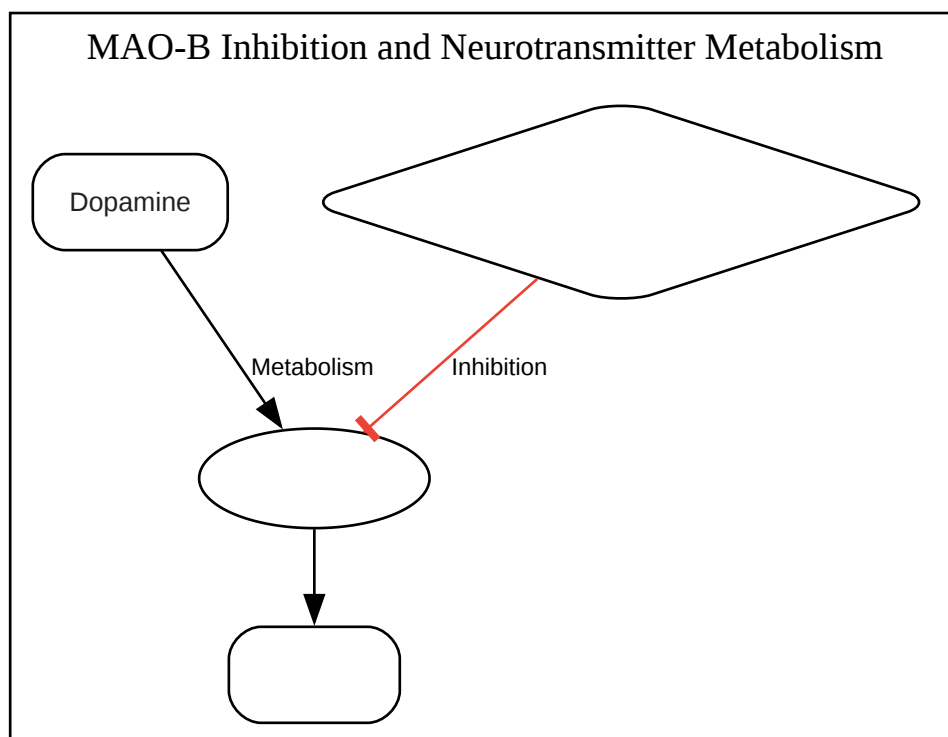 MAO-B Inhibition and Neurotransmitter Metabolism
Dopamine
Metabolism
Inhibition